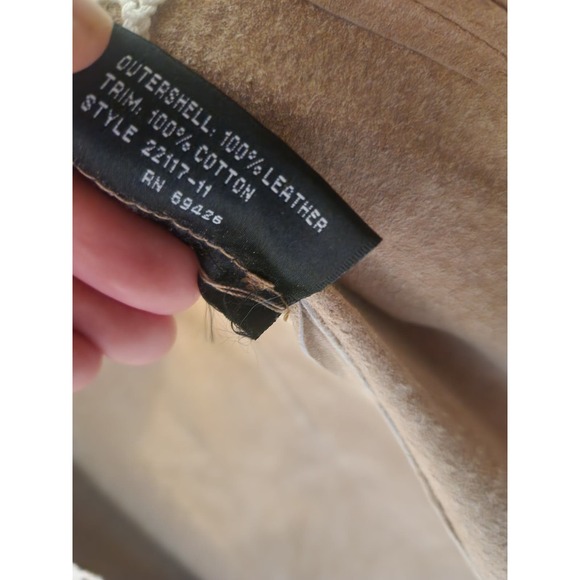 OUTERSHELL: 100% LEATHER
TRIM: 100% COTTON
STYLE 22117-11
RN 69426